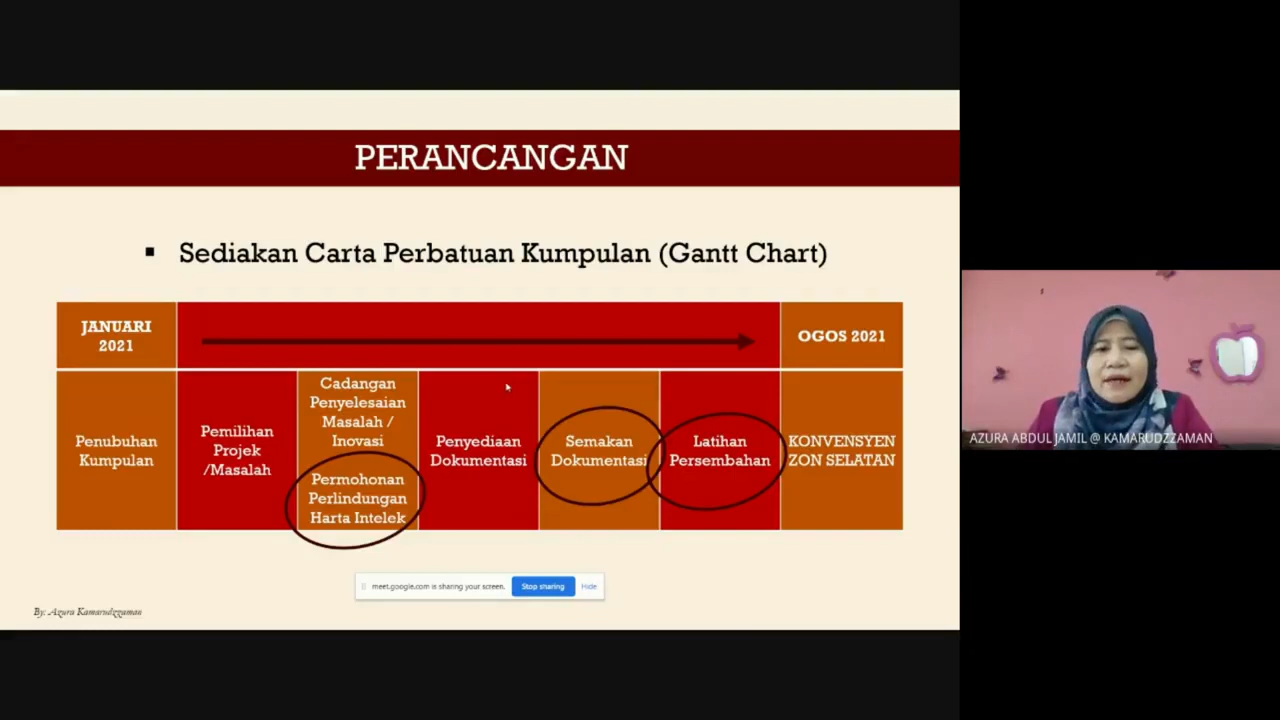 PERANCANGAN
▪ Sediakan Carta Perbatuan Kumpulan (Gantt Chart)
JANUARI
2021
OGOS 2021
Penubuhan
Kumpulan
Pemilihan
Projek
/Masalah
Cadangan
Penyelesaian
Masalah /
Inovasi
Permohonan
Perlindungan
Harta Intelek
Penyediaan
Dokumentasi
Semakan
Dokumentasi
Latihan
Persembahan
KONVENSYEN
ZON SELATAN
meet.google.com is sharing your screen.
Stop sharing
Hide
By: Azura Kamarudzzaman
AZURA ABDUL JAMIL @ KAMARUDZZAMAN